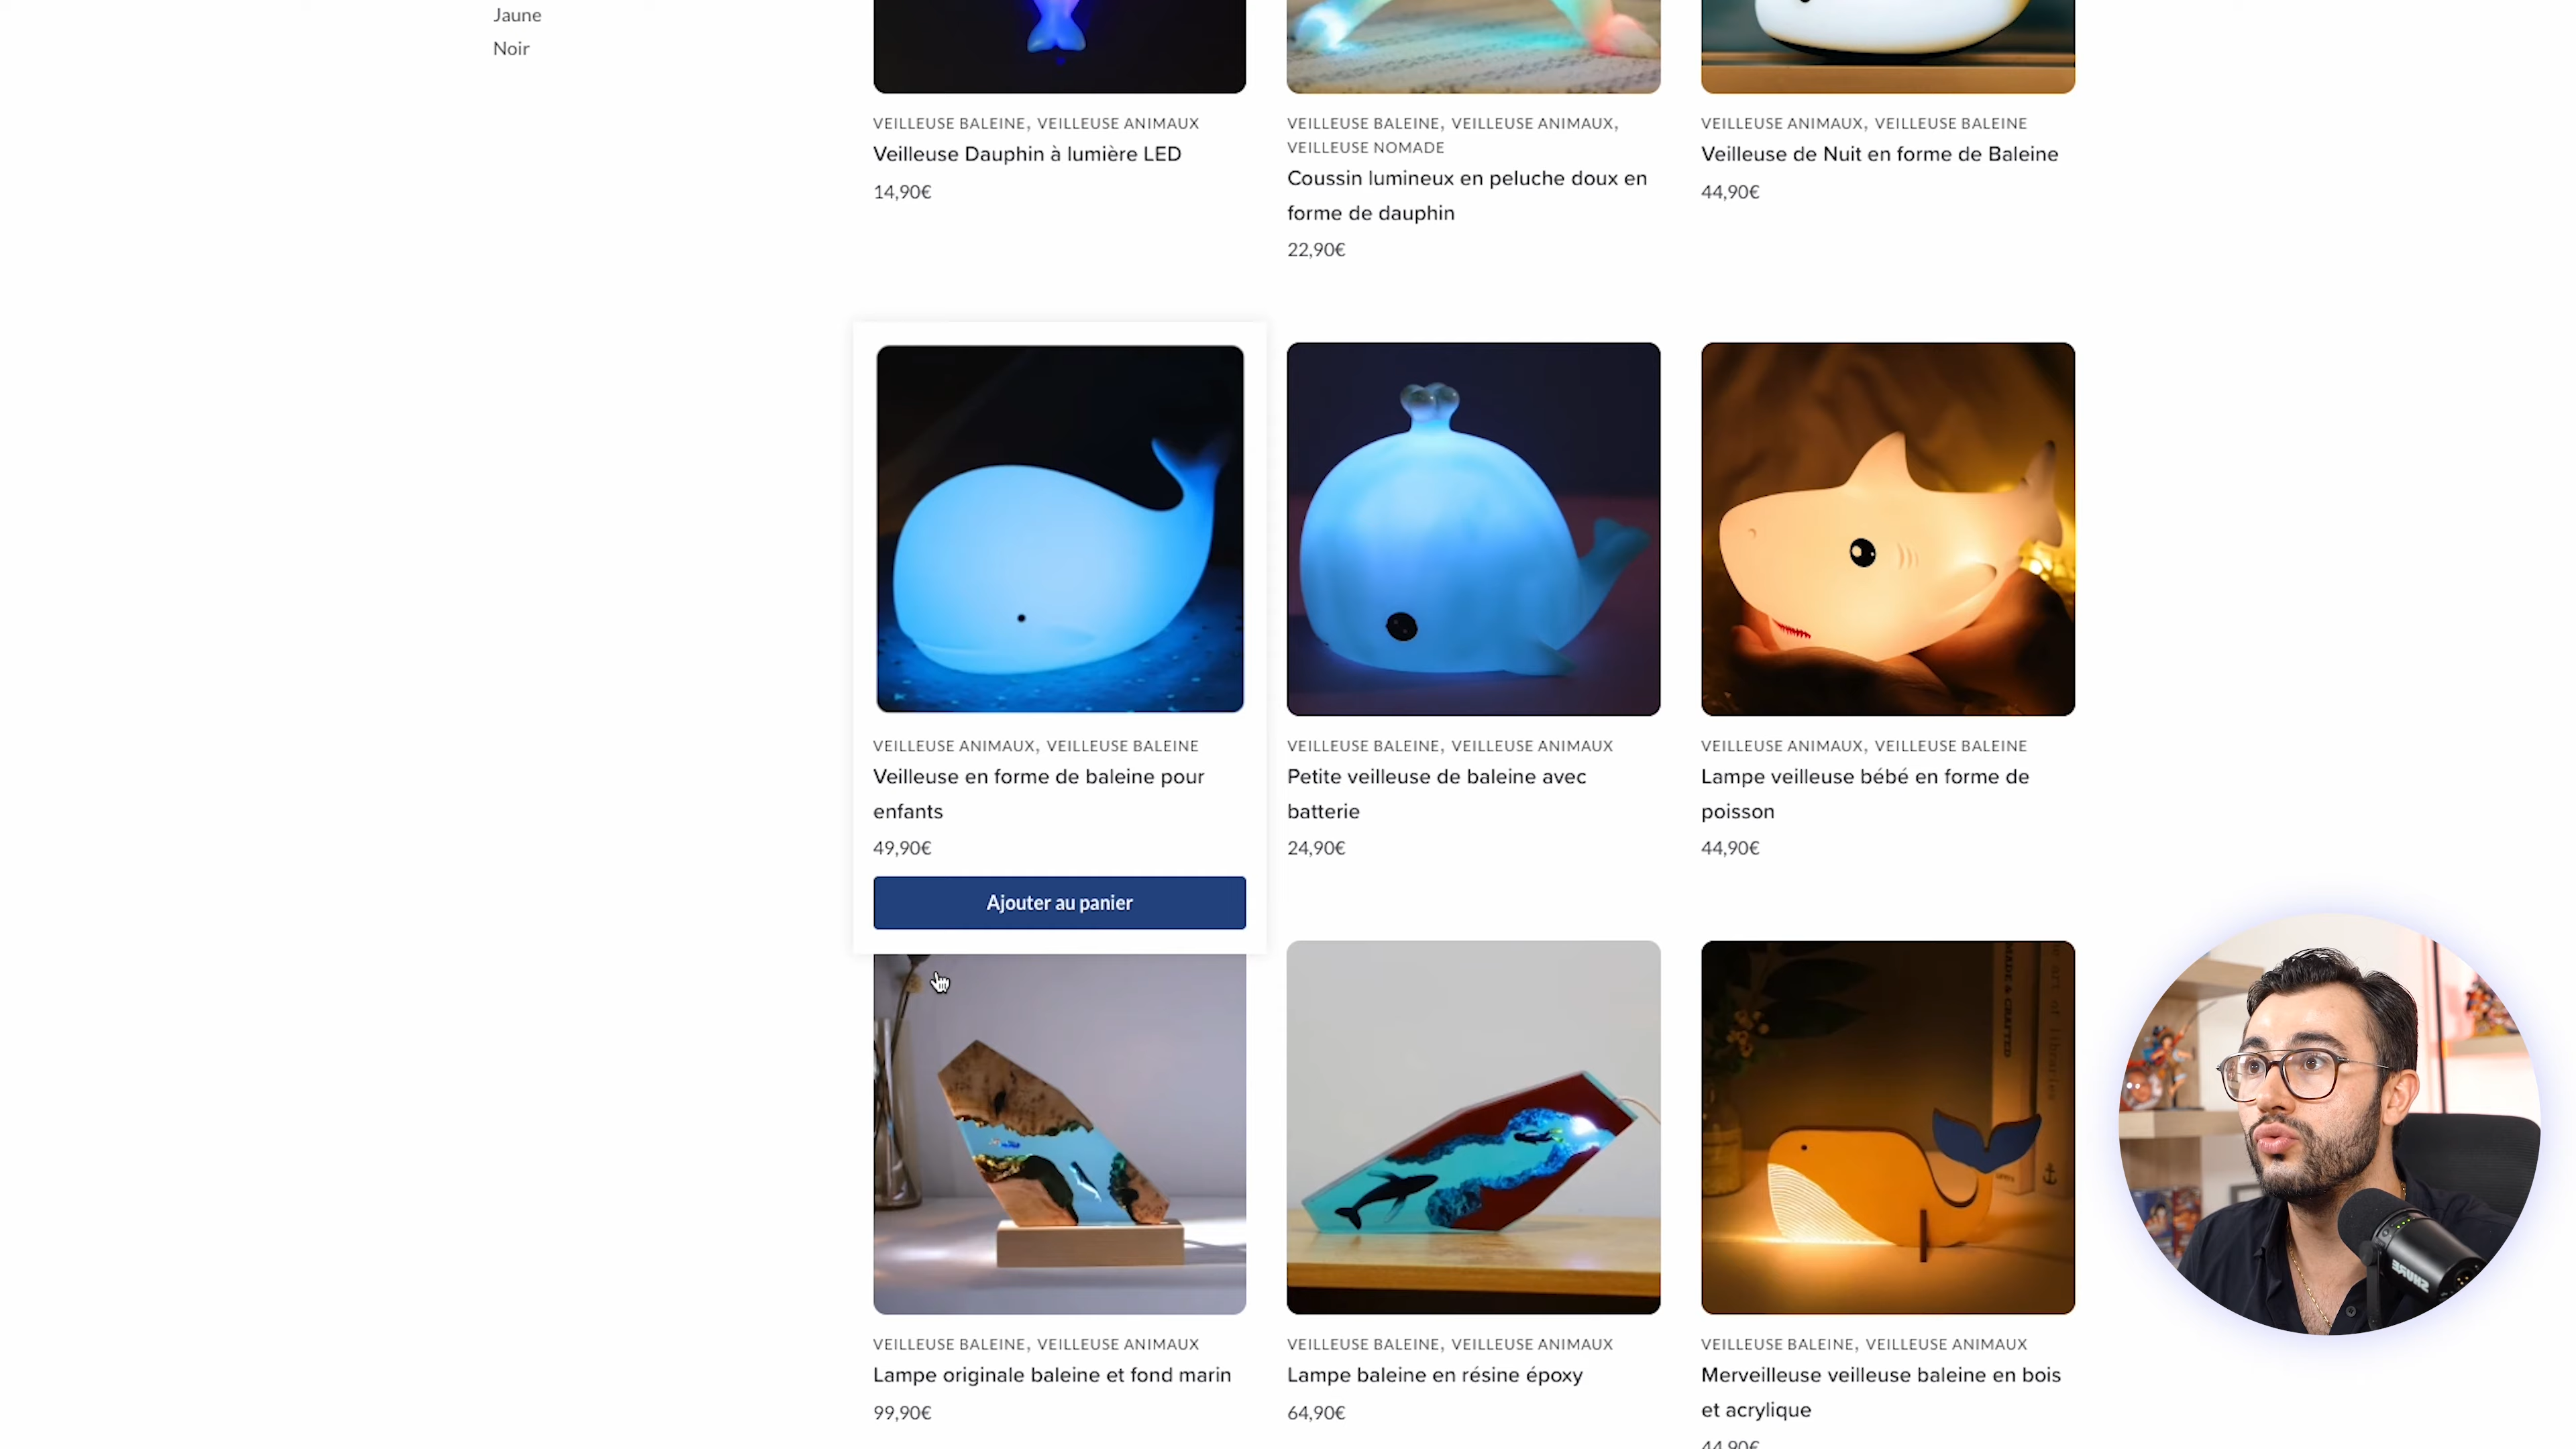 Jaune
Noir
VEILLEUSE BALEINE, VEILLEUSE ANIMAUX
Veilleuse Dauphin à lumière LED
14,90€
VEILLEUSE BALEINE, VEILLEUSE ANIMAUX,
VEILLEUSE NOMADE
Coussin lumineux en peluche doux en
forme de dauphin
22,90€
VEILLEUSE ANIMAUX, VEILLEUSE BALEINE
Veilleuse de Nuit en forme de Baleine
44,90€
VEILLEUSE ANIMAUX, VEILLEUSE BALEINE
Veilleuse en forme de baleine pour
enfants
49,90€
Ajouter au panier
VEILLEUSE BALEINE, VEILLEUSE ANIMAUX
Petite veilleuse de baleine avec
batterie
24,90€
VEILLEUSE ANIMAUX, VEILLEUSE BALEINE
Lampe veilleuse bébé en forme de
poisson
44,90€
VEILLEUSE BALEINE, VEILLEUSE ANIMAUX
Lampe originale baleine et fond marin
99,90€
VEILLEUSE BALEINE, VEILLEUSE ANIMAUX
Lampe baleine en résine époxy
64,90€
MADE & CRAFTED
VEILLEUSE BALEINE, VEILLEUSE ANIMAUX
Merveilleuse veilleuse baleine en bois
et acrylique
44,90€
SHURE